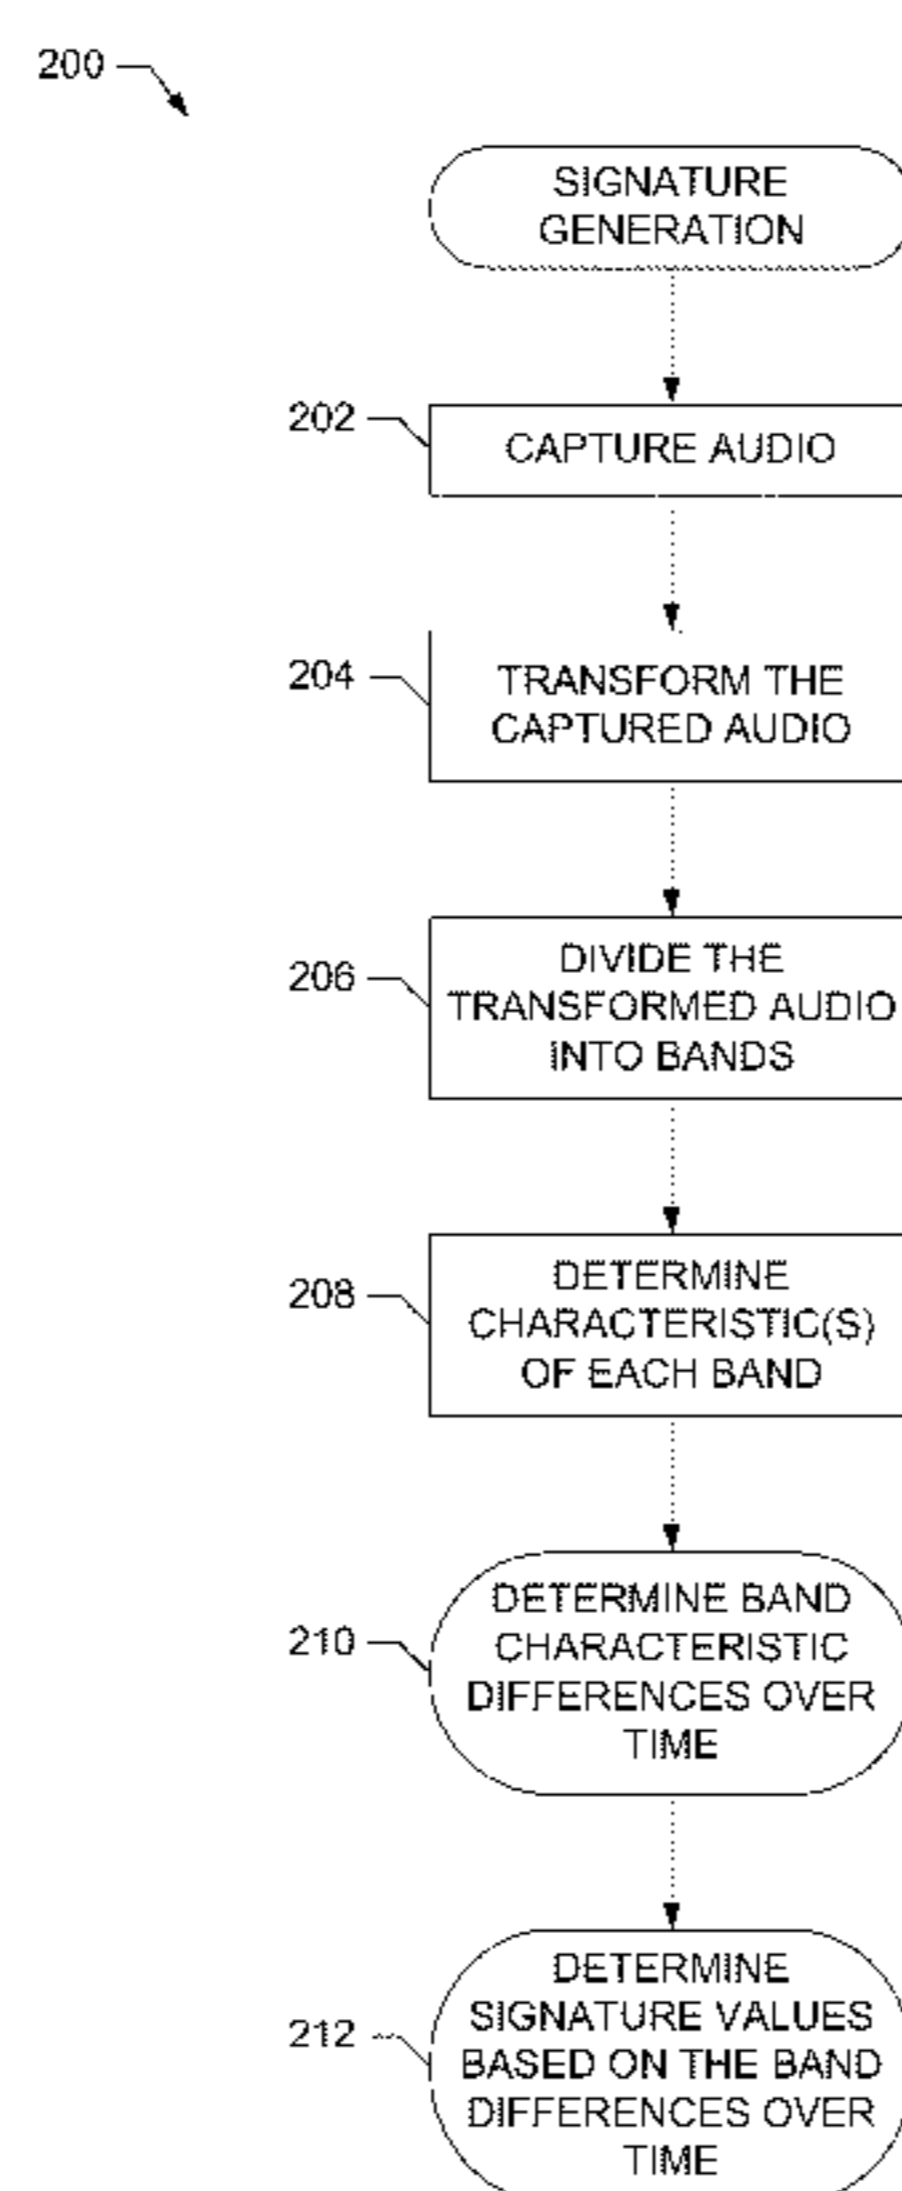 200
SIGNATURE
GENERATION
202
CAPTURE AUDIO
204
TRANSFORM THE
CAPTURED AUDIO
206
DIVIDE THE
TRANSFORMED AUDIO
INTO BANDS
208
DETERMINE
CHARACTERISTIC(S)
OF EACH BAND
210
DETERMINE BAND
CHARACTERISTIC
DIFFERENCES OVER
TIME
212
DETERMINE
SIGNATURE VALUES
BASED ON THE BAND
DIFFERENCES OVER
TIME